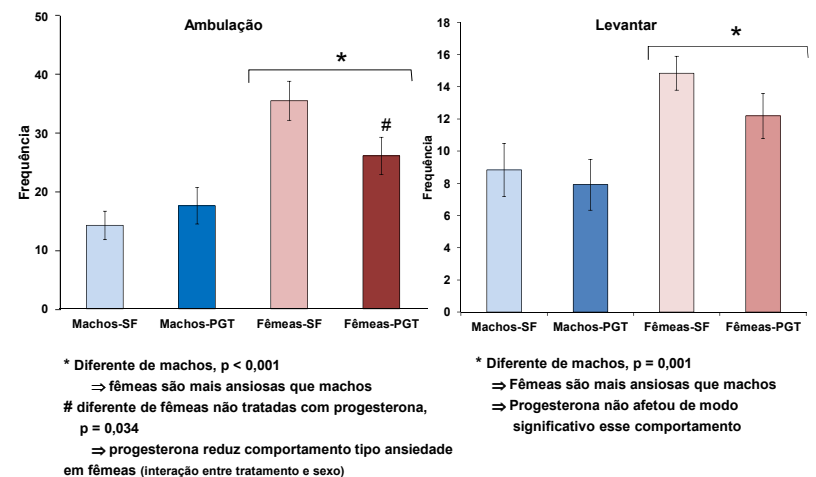 Ambulação
50
40
30
20
10
0
Frequência
*
#
Machos-SF
Machos-PGT
Fêmeas-SF
Fêmeas-PGT
* Diferente de machos, p < 0,001
⇒ fêmeas são mais ansiosas que machos
# diferente de fêmeas não tratadas com progesterona,
p = 0,034
⇒ progesterona reduz comportamento tipo ansiedade
em fêmeas (interação entre tratamento e sexo)
Levantar
18
16
14
12
10
8
6
4
2
0
Frequência
*
Machos-SF
Machos-PGT
Fêmeas-SF
Fêmeas-PGT
* Diferente de machos, p = 0,001
⇒ Fêmeas são mais ansiosas que machos
⇒ Progesterona não afetou de modo
significativo esse comportamento